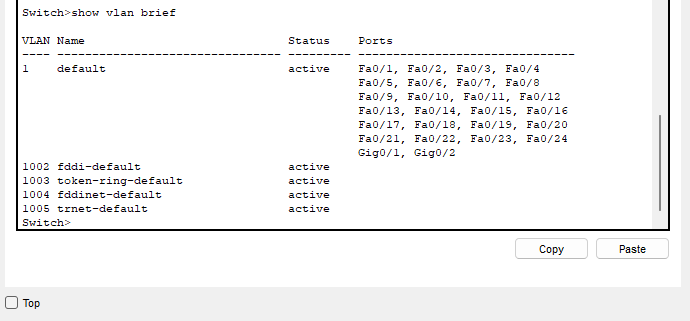 Switch>show vlan brief
VLAN Name Status Ports
---- -------------------------------- --------- -------------------------------
1 default active Fa0/1, Fa0/2, Fa0/3, Fa0/4
Fa0/5, Fa0/6, Fa0/7, Fa0/8
Fa0/9, Fa0/10, Fa0/11, Fa0/12
Fa0/13, Fa0/14, Fa0/15, Fa0/16
Fa0/17, Fa0/18, Fa0/19, Fa0/20
Fa0/21, Fa0/22, Fa0/23, Fa0/24
Gig0/1, Gig0/2
1002 fddi-default active
1003 token-ring-default active
1004 fddinet-default active
1005 trnet-default active
Switch>
Copy Paste
Top